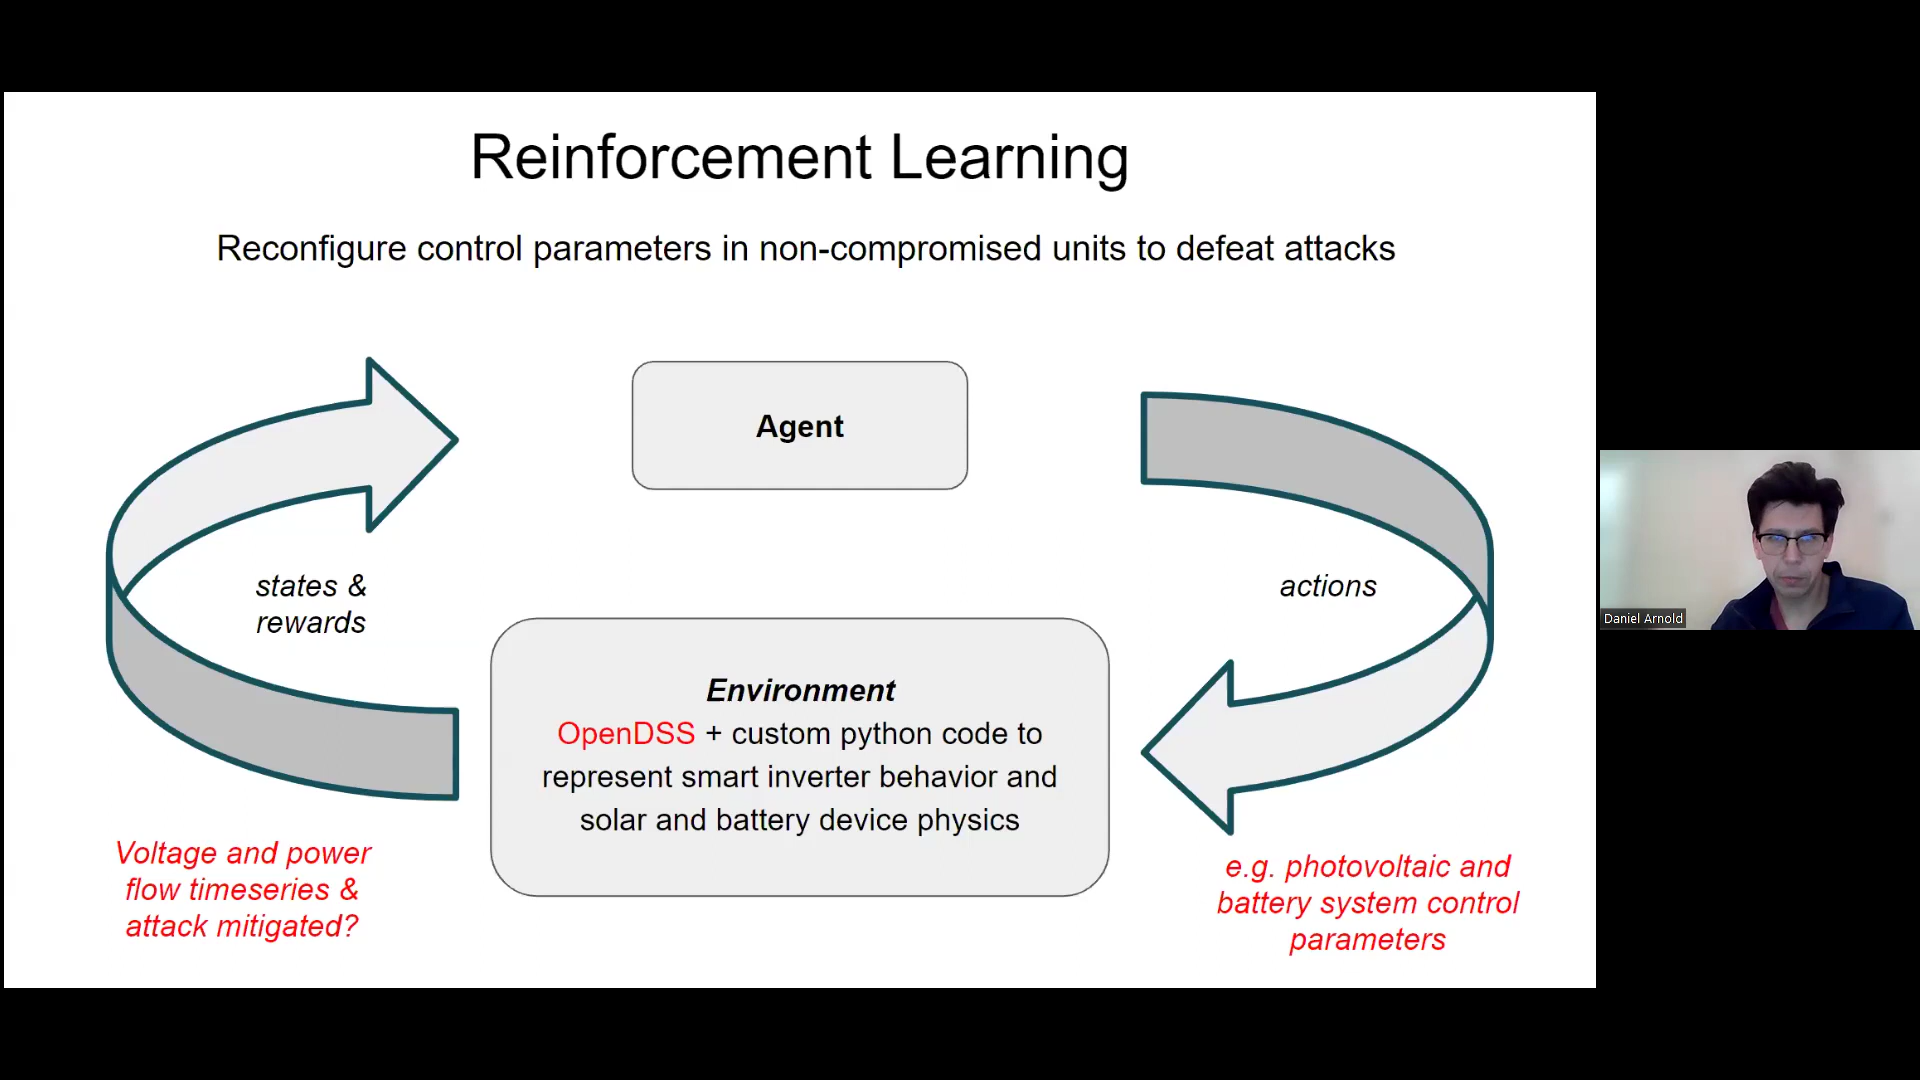 Reinforcement Learning
Reconfigure control parameters in non-compromised units to defeat attacks
Agent
states &
rewards
actions
Environment
OpenDSS + custom python code to
represent smart inverter behavior and
solar and battery device physics
Voltage and power
flow timeseries &
attack mitigated?
e.g. photovoltaic and
battery system control
parameters
Daniel Arnold